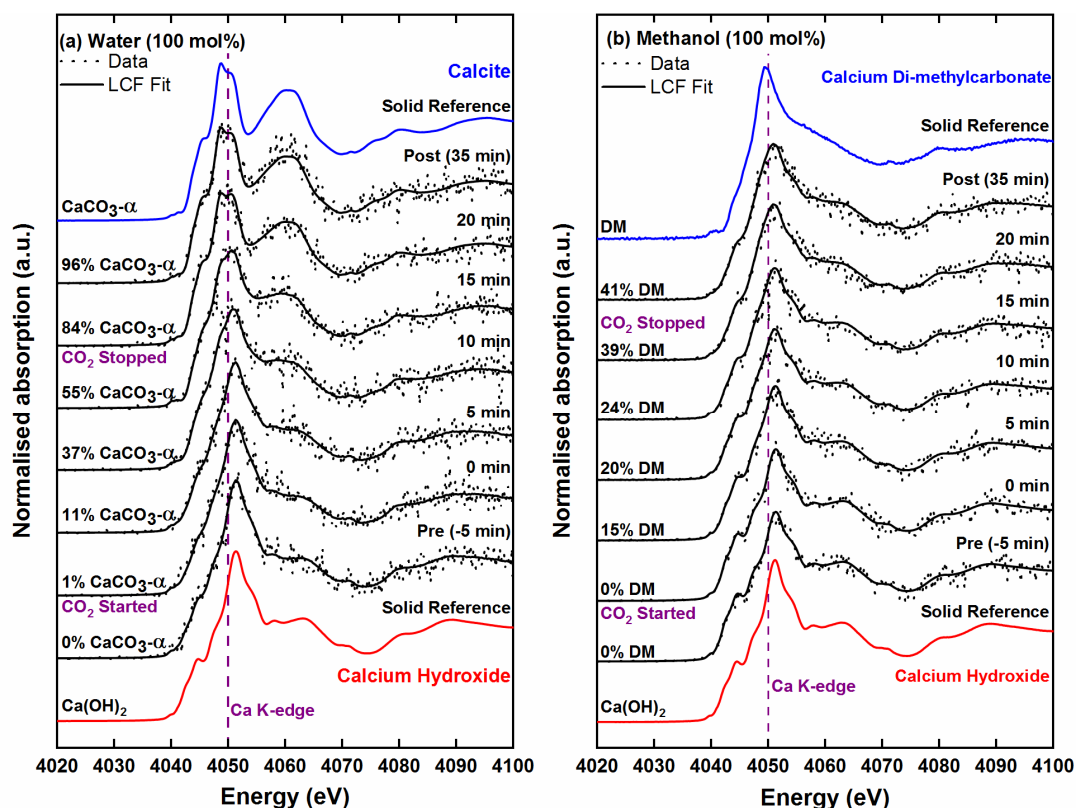 (a) Water (100 mol%)
Data
LCF Fit
Calcite
Solid Reference
Post (35 min)
CaCO3-α
20 min
96% CaCO3-α
15 min
84% CaCO3-α
CO2 Stopped
10 min
55% CaCO3-α
5 min
37% CaCO3-α
0 min
11% CaCO3-α
Pre (-5 min)
1% CaCO3-α
CO2 Started
Solid Reference
0% CaCO3-α
Calcium Hydroxide
Ca K-edge
Ca(OH)2
4020 4030 4040 4050 4060 4070 4080 4090 4100
Energy (eV)
Normalised absorption (a.u.)
(b) Methanol (100 mol%)
Data
LCF Fit
Calcium Di-methylcarbonate
Solid Reference
Post (35 min)
DM
20 min
41% DM
15 min
CO2 Stopped
39% DM
10 min
24% DM
5 min
20% DM
0 min
15% DM
Pre (-5 min)
0% DM
CO2 Started
Solid Reference
0% DM
Calcium Hydroxide
Ca K-edge
Ca(OH)2
4020 4030 4040 4050 4060 4070 4080 4090 4100
Energy (eV)
Normalised absorption (a.u.)